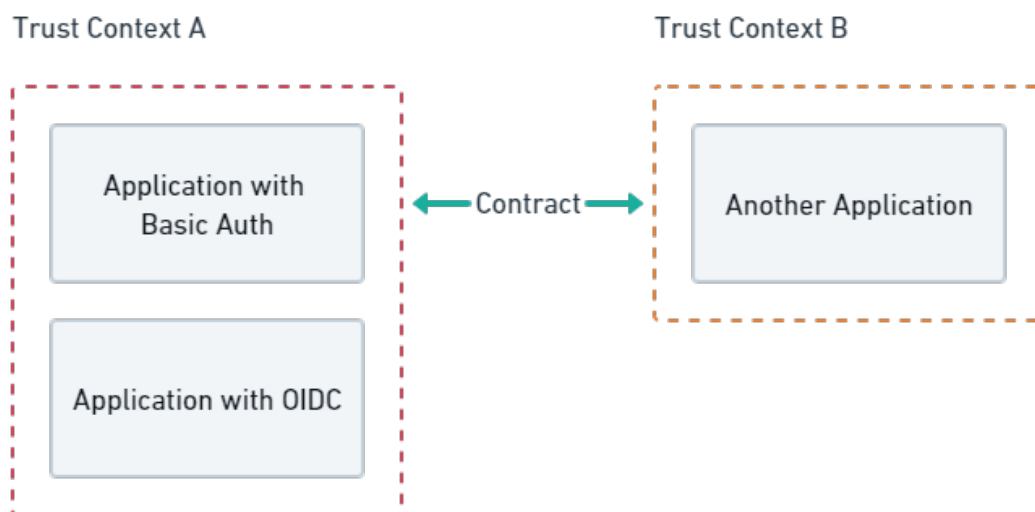 Trust Context A
Trust Context B
Application with
Basic Auth
Contract
Another Application
Application with OIDC